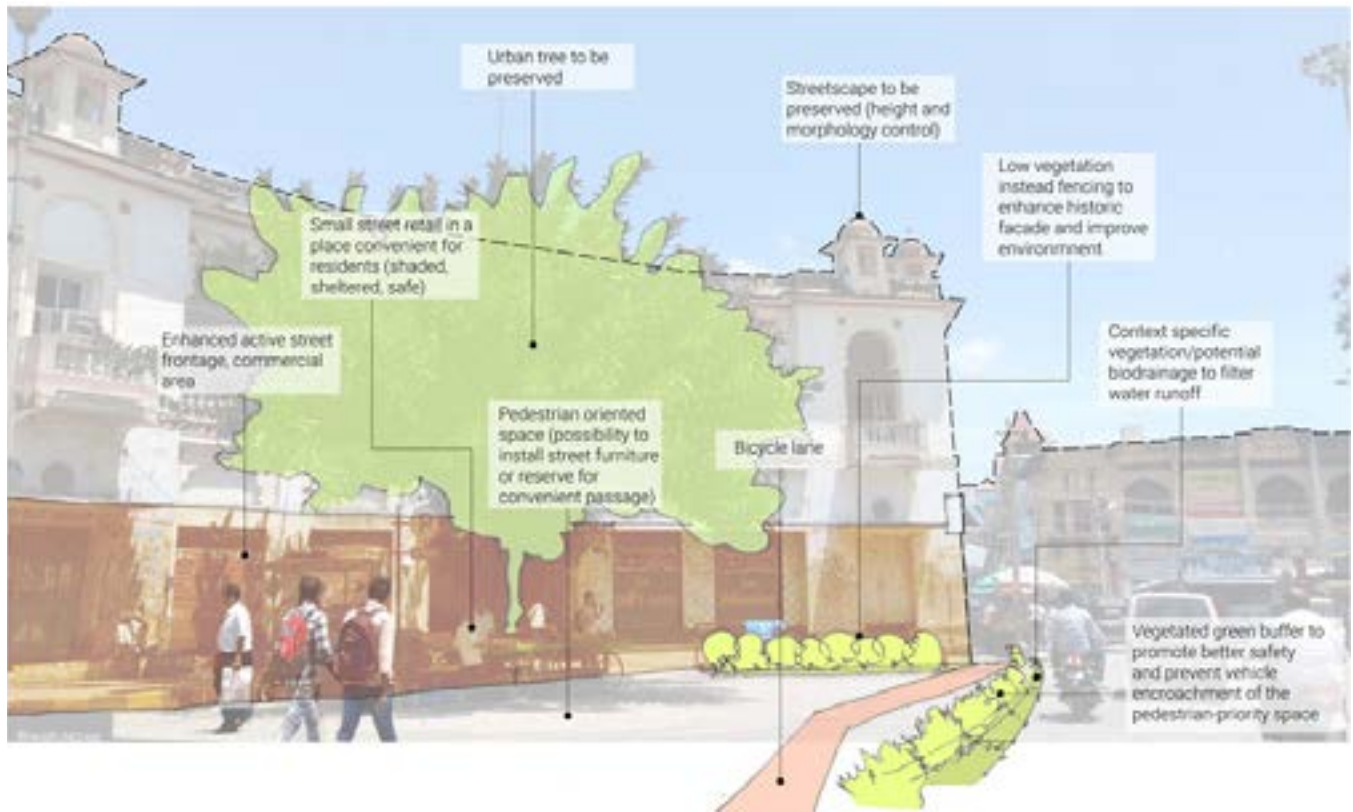 Urban tree to be
preserved
Streetscape to be
preserved (height and
morphology control)
Low vegetation
instead fencing to
enhance historic
facade and improve
environmnent
Small street retail in a
place convenient for
residents (shaded,
sheltered, safe)
Enhanced active street
frontage, commercial
area
Context specific
vegetation/potential
biodrainage to filter
water runoff
Pedestrian oriented
space (possibility to
install street furniture
or reserve for
convenient passage)
Bicycle lane
Vegetated green buffer to
promote better safety
and prevent vehicle
encroachment of the
pedestrian-priority space